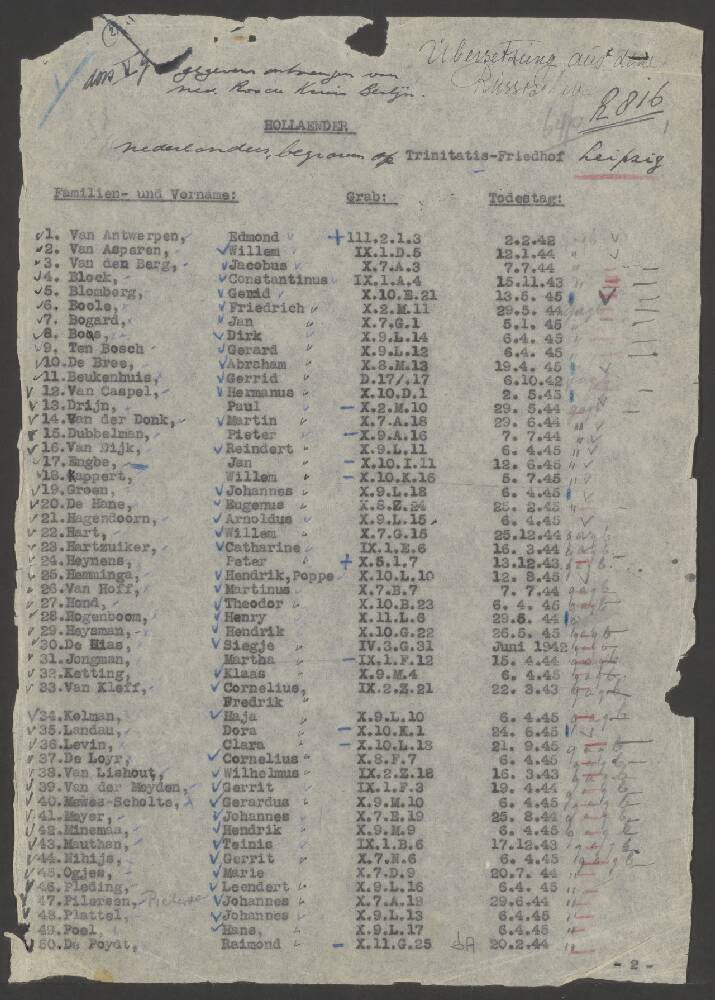 dos V4 gegevens ontvangen van
Übersetzung aus dem
ned. Roode Kruis Berlijn.
R 816
HOLLAENDER
nederlanders, begraven op Trinitatis-Friedhof Leipzig
Familien- und Vorname: Grab: Todestag:
1. Van Antwerpen, Edmond +111.2.1.3 2.2.42
2. Van Asperen, Willem IX.1.D.5 12.1.44
3. Van den Berg, Jacobus X.7.A.3 7.7.44
4. Block, Constantinus IX.1.A.4 15.11.43
5. Blomberg, Gerrid X.10.E.21 13.5. 45
6. Boole, Friedrich X.2.M.11 29.5. 44
7. Bogard, Jan X.7.G.1 5.1. 45
8. Boos, Dirk X.9.L.14 6.4. 45
9. Ten Bosch Gerard X.9.L.12 6.4. 45
10.De Bree, Abraham X.8.M.13 19.4. 45
11.Beukenhuis, Gerrid D.17/.17 6.10.42
12.Van Caspel, Hermanus X.10.D.1 2. 5.45
13.Drijn, Paul - X.2.M.10 29. 5.44
14.Van der Donk, Martin X.7.A.18 29. 6.44
15.Dubbelman, Pieter - X.9.A.16 7. 7.44
16.Van Dijk, Reindert X.9.L.11 6. 4.45
17.Engbe, Jan - X.10.I.11 12. 6.45
18.Kappert, Willem - X.10.K.16 5. 7.45
19.Groen, Johannes X.9.L.18 6. 4.45
20.De Hane, Eugenus X.8.Z.24 25. 2.45
21.Hagendoorn, Arnoldus X.9.L.15 6. 4.45
22.Hart, Willem X.7.G.15 25.12.44
23.Hartzuiker, Catharine IX.1.E.6 16. 3.44
24.Heynens, Peter + X.5.1.7 13.12.43
25.Hemminga, Hendrik,Poppe X.10.L.10 12. 8.45
26.Van Hoff, Martinus X.7.B.7 7. 7.44
27.Hond, Theodor X.10.B.23 6. 4. 45
28.Hogenboom, Henry X.11.L.6 29.5. 44
29.Heysman, Hendrik X.10.G.22 26.5. 45
30.De Hias, Siegje IV.3.G.31 Juni 1942
31.Jongman, Martha - IX.1.F.12 15. 4.44
32.Ketting, Klaas X.9.M.4 6. 4.45
33.Van Kleff, Cornelius, IX.2.Z.21 22. 3.43
Fredrik
34.Kolman, Haja X.9.L.10 6. 4.45
35.Landau, Dora - X.10.K.1 24. 6.45
36.Levin, Clara - X.10.L.13 21. 9.45
37.De Loyr, Cornelius X.8.F.7 6. 4.45
38.Van Lishout, Wilhelmus IX.2.Z.18 16. 3.43
39.Van der Meyden, Gerrit IX.1.F.3 19. 4.44
40.Mewes-Scholte, Gerardus X.9.M.10 6. 4.45
41.Meyer, Johannes X.7.E.19 25. 8.44
42.Mineman, Hendrik X.9.M.9 6. 4.45
43.Mauthan, Teinis IX.1.B.6 17.12.43
44.Nihijs, Gerrit X.7.N.6 6. 4.45
45.Ogjes, Marie X.7.D.9 20.7. 44
46.Pleding, Leendert X.9.L.16 6.4. 45
47.Pilersen, Pieterse Johannes X.7.A.19 29.6.44
48.Plattel, Johannes X.9.L.13 6.4.45
49.Poel, Hans, X.9.L.17 6.4.45
50.De Poydt, Raimond - X.11.G.25 20.2.44
- 2 -